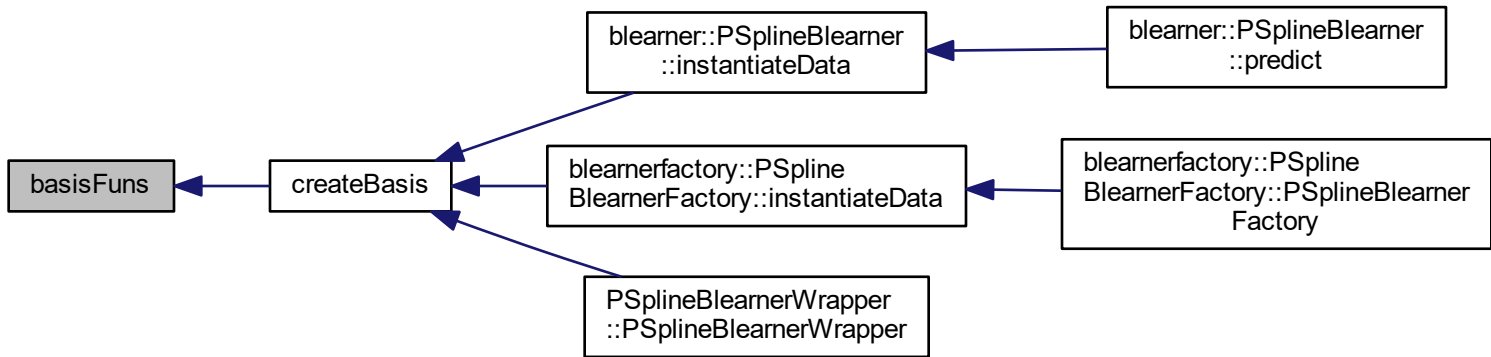 basisFuns
createBasis
blearner::PSplineBlearner
::instantiateData
blearner::PSplineBlearner
::predict
blearnerfactory::PSpline
BlearnerFactory::instantiateData
blearnerfactory::PSpline
BlearnerFactory::PSplineBlearner
Factory
PSplineBlearnerWrapper
::PSplineBlearnerWrapper